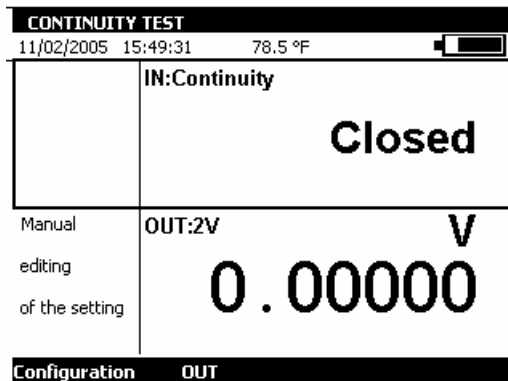 CONTINUITY TEST
11/02/2005 15:49:31 78.5 °F
IN:Continuity
Closed
Manual
editing
of the setting
OUT:2V V
0.00000
Configuration OUT